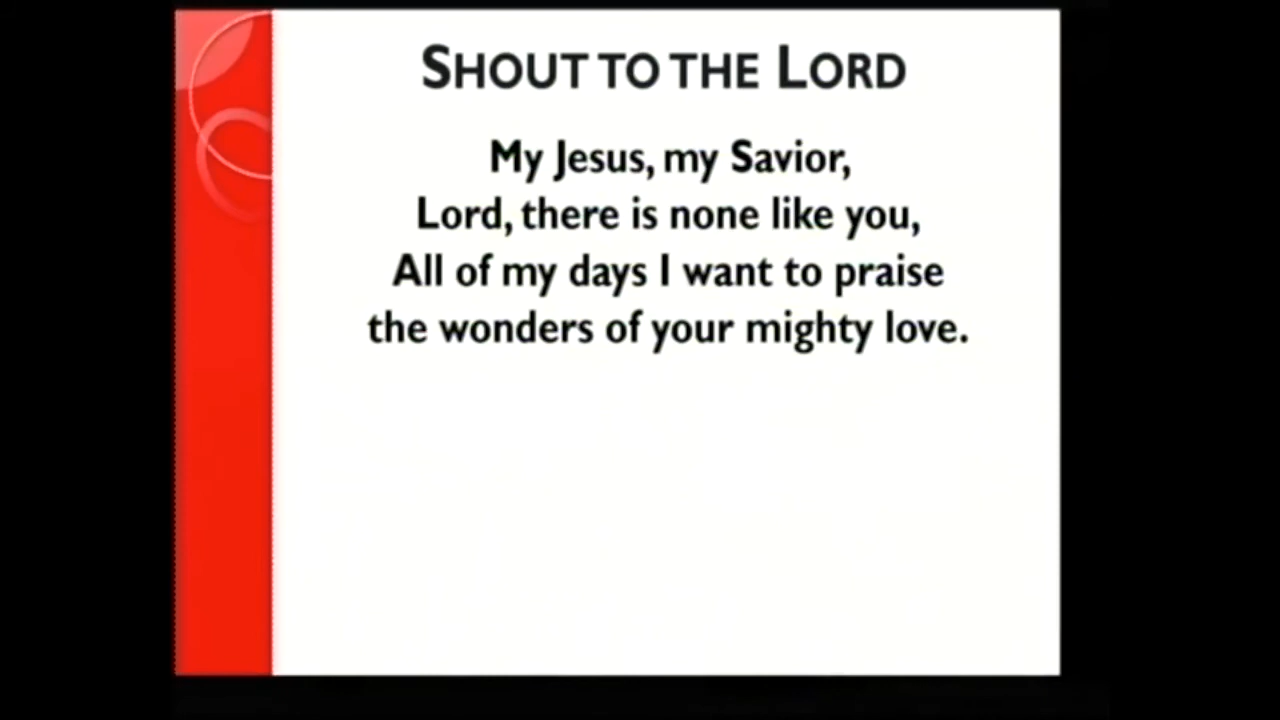 SHOUT TO THE LORD
My Jesus, my Savior,
Lord, there is none like you,
All of my days I want to praise
the wonders of your mighty love.